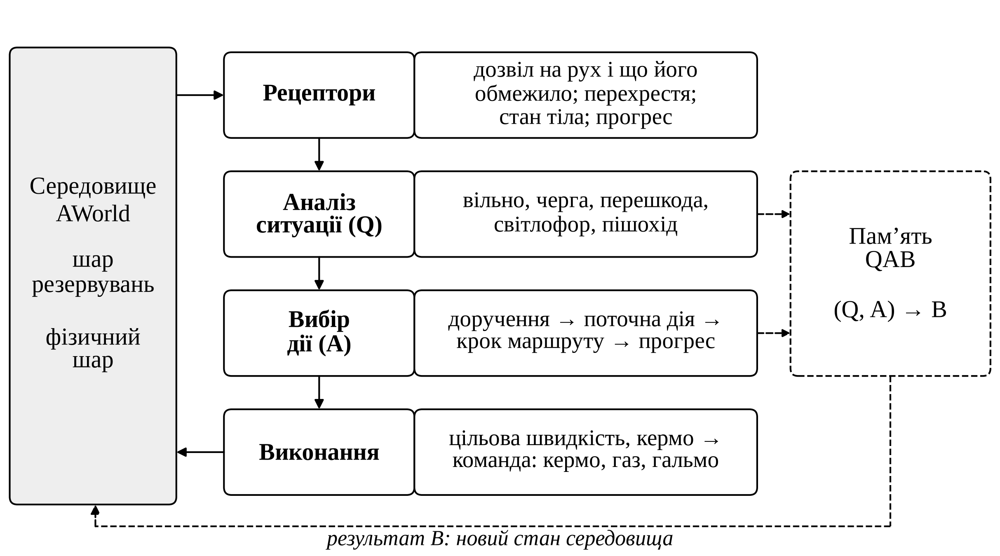 Середовище
AWorld
шар
резервувань
фізичний
шар
Рецептори
дозвіл на рух і що його
обмежило; перехрестя;
стан тіла; прогрес
Аналіз
ситуації (Q)
вільно, черга, перешкода,
світлофор, пішохід
Вибір
дії (A)
доручення → поточна дія →
крок маршруту → прогрес
Виконання
цільова швидкість, кермо →
команда: кермо, газ, гальмо
Пам’ять
QAB
(Q, A) → B
результат B: новий стан середовища